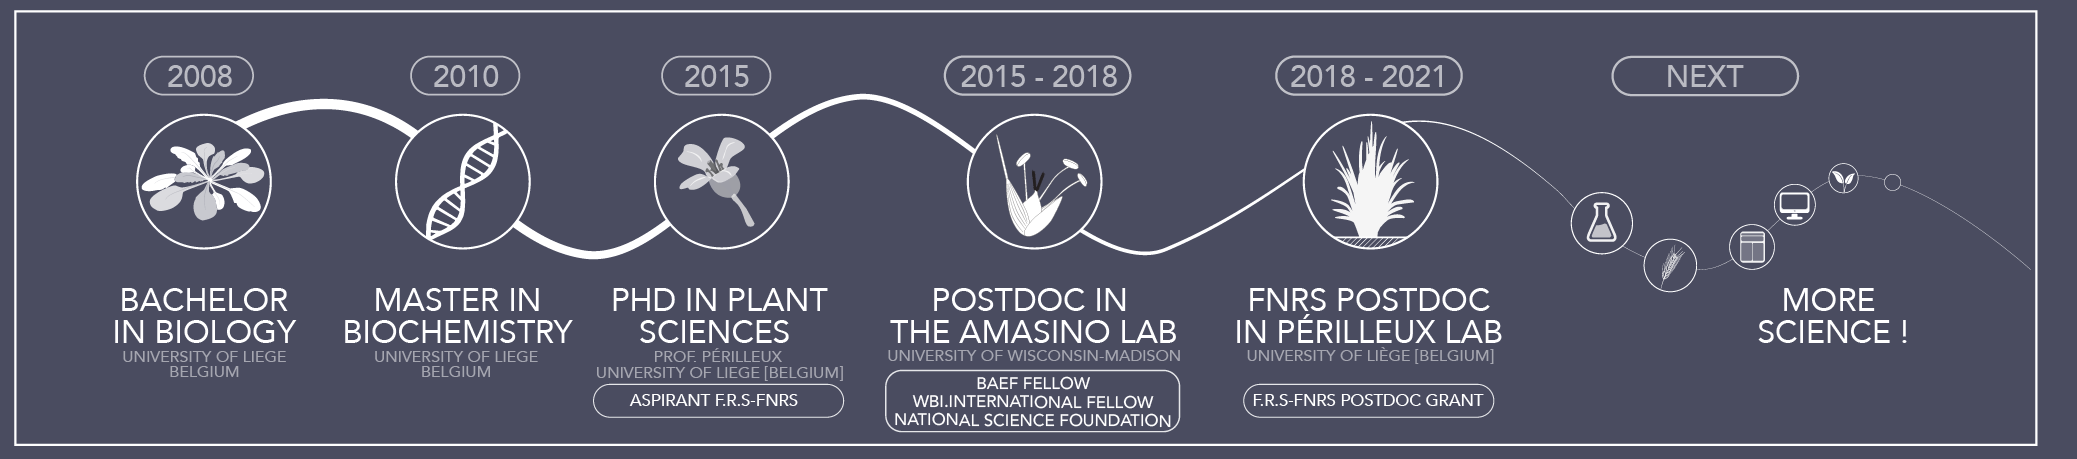 2008
BACHELOR
IN BIOLOGY
UNIVERSITY OF LIEGE
BELGIUM
2010
MASTER IN
BIOCHEMISTRY
UNIVERSITY OF LIEGE
BELGIUM
2015
PHD IN PLANT
SCIENCES
PROF. PÉRILLEUX
UNIVERSITY OF LIEGE [BELGIUM]
ASPIRANT F.R.S-FNRS
2015 - 2018
POSTDOC IN
THE AMASINO LAB
UNIVERSITY OF WISCONSIN-MADISON
BAEF FELLOW
WBI.INTERNATIONAL FELLOW
NATIONAL SCIENCE FOUNDATION
2018 - 2021
FNRS POSTDOC
IN PÉRILLEUX LAB
UNIVERSITY OF LIÈGE [BELGIUM]
F.R.S-FNRS POSTDOC GRANT
NEXT
MORE
SCIENCE !